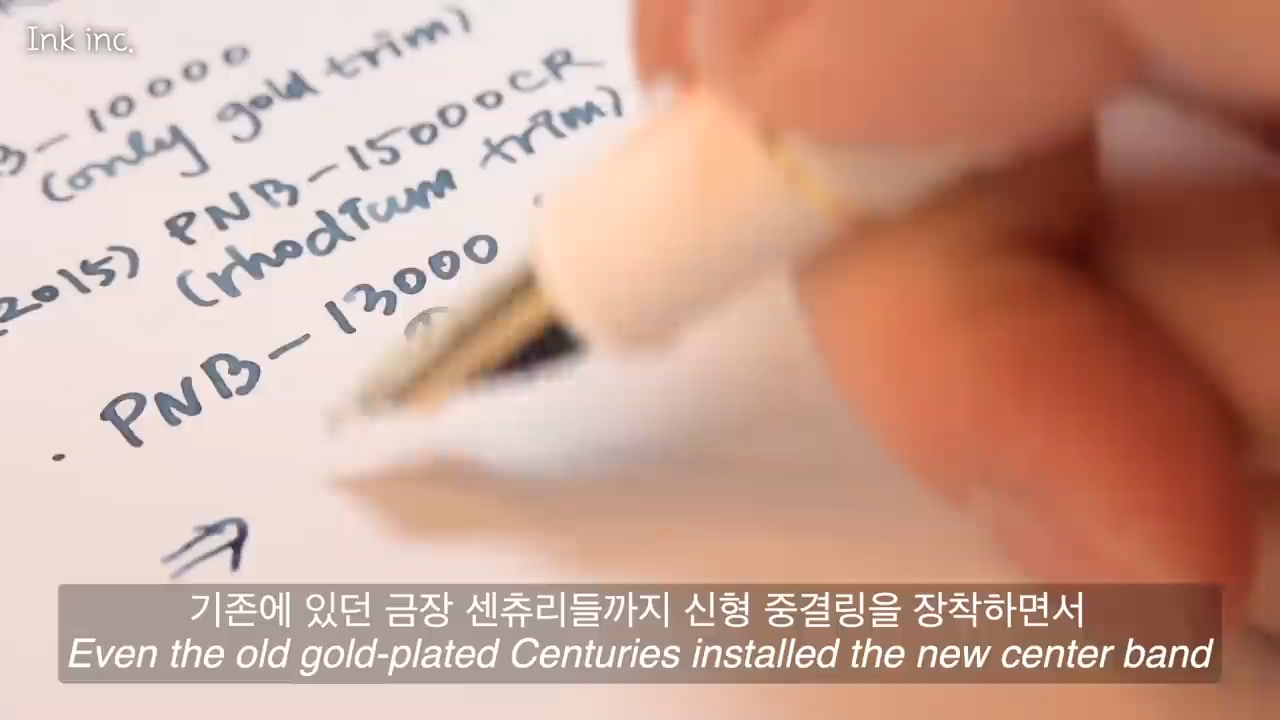 Ink inc.
B-10000
(only gold trim)
(2015) PNB-15000CR
(rhodium trim)
· PNB-13000
⇒
기존에 있던 금장 센츄리들까지 신형 중결링을 장착하면서
Even the old gold-plated Centuries installed the new center band